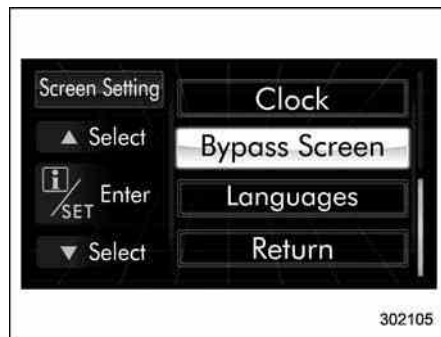 Screen Setting
▲ Select
i/SET Enter
▼ Select
Clock
Bypass Screen
Languages
Return
302105